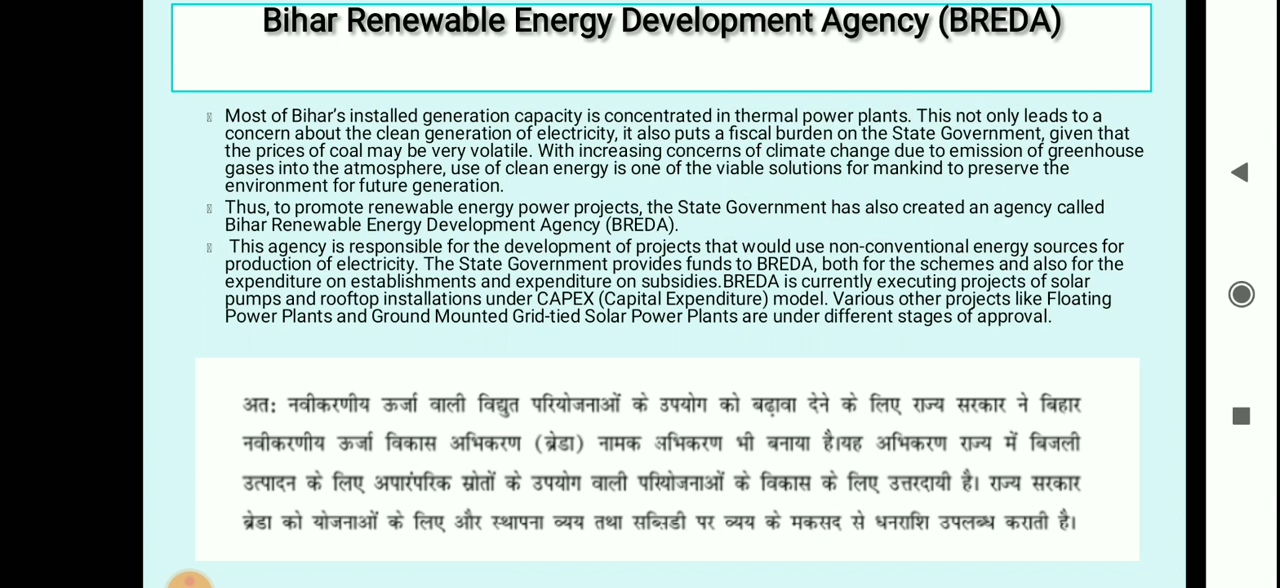 Bihar Renewable Energy Development Agency (BREDA)
Most of Bihar's installed generation capacity is concentrated in thermal power plants. This not only leads to a
concern about the clean generation of electricity, it also puts a fiscal burden on the State Government, given that
the prices of coal may be very volatile. With increasing concerns of climate change due to emission of greenhouse
gases into the atmosphere, use of clean energy is one of the viable solutions for mankind to preserve the
environment for future generation.
Thus, to promote renewable energy power projects, the State Government has also created an agency called
Bihar Renewable Energy Development Agency (BREDA).
This agency is responsible for the development of projects that would use non-conventional energy sources for
production of electricity. The State Government provides funds to BREDA, both for the schemes and also for the
expenditure on establishments and expenditure on subsidies.BREDA is currently executing projects of solar
pumps and rooftop installations under CAPEX (Capital Expenditure) model. Various other projects like Floating
Power Plants and Ground Mounted Grid-tied Solar Power Plants are under different stages of approval.
अत: नवीकरणीय ऊर्जा वाली विद्युत परियोजनाओं के उपयोग को बढ़ावा देने के लिए राज्य सरकार ने बिहार
नवीकरणीय ऊर्जा विकास अभिकरण (ब्रेडा) नामक अभिकरण भी बनाया है।यह अभिकरण राज्य में बिजली
उत्पादन के लिए अपारंपरिक स्रोतों के उपयोग वाली परियोजनाओं के विकास के लिए उत्तरदायी है। राज्य सरकार
ब्रेडा को योजनाओं के लिए और स्थापना व्यय तथा सब्सिडी पर व्यय के मकसद से धनराशि उपलब्ध कराती है।